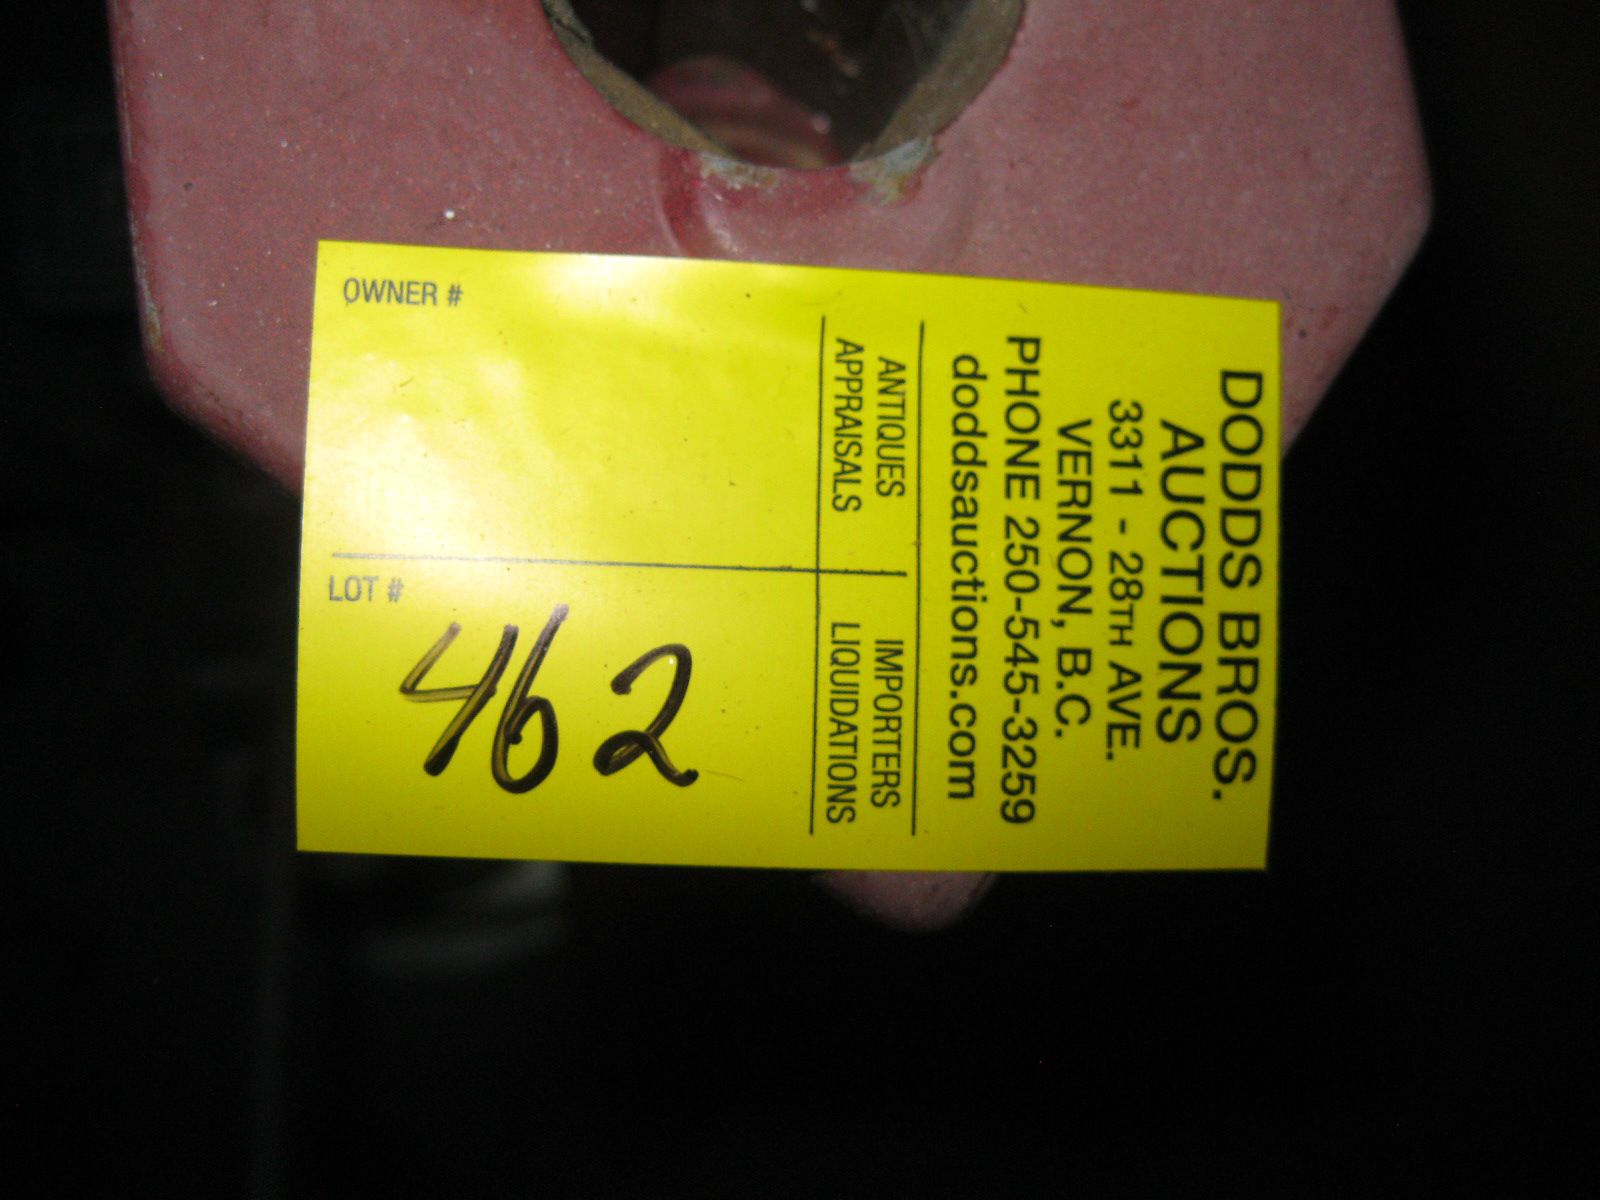 DODDS BROS.
AUCTIONS
3311 - 28TH AVE.
VERNON, B.C.
PHONE 250-545-3259
doddsauctions.com
ANTIQUES
APPRAISALS
IMPORTERS
LIQUIDATIONS
OWNER #
LOT #
462